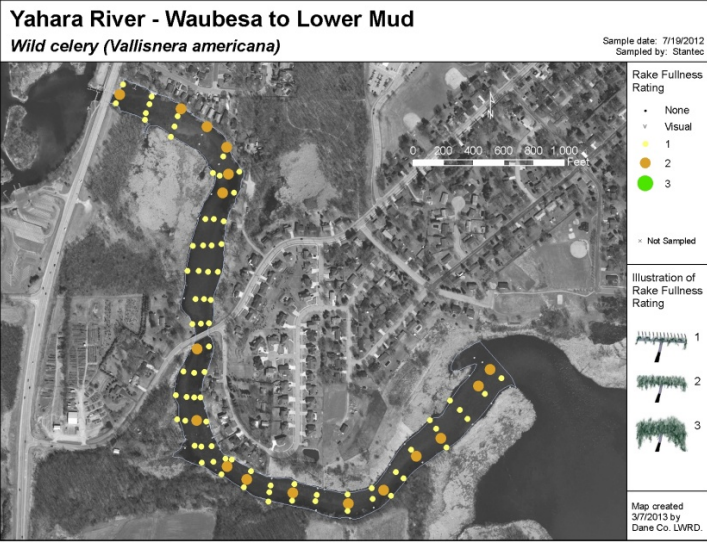 Yahara River - Waubesa to Lower Mud
Wild celery (Vallisnera americana)
Sample date: 7/19/2012
Sampled by: Stantec
Rake Fullness
Rating
None
Visual
1
2
3
Not Sampled
N
0 200 400 600 800 1,000
Feet
Illustration of
Rake Fullness
Rating
1
2
3
Map created
3/7/2013 by
Dane Co. LWRD.